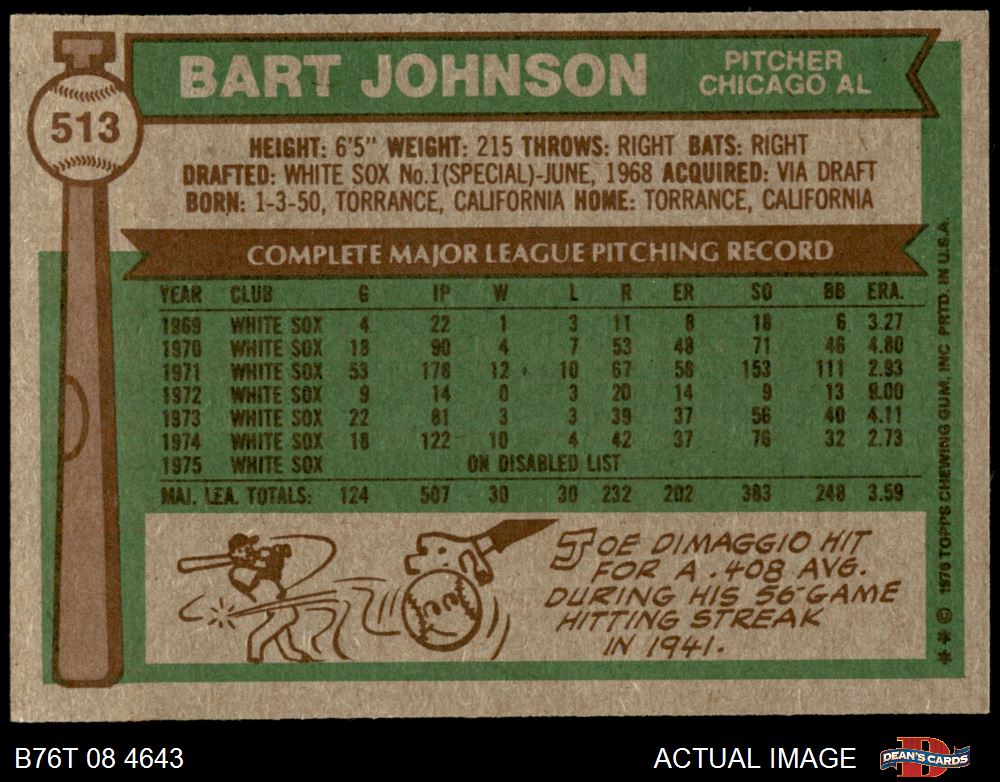 BART JOHNSON
PITCHER
CHICAGO AL
513
HEIGHT: 6'5" WEIGHT: 215 THROWS: RIGHT BATS: RIGHT
DRAFTED: WHITE SOX No.1(SPECIAL)-JUNE, 1968 ACQUIRED: VIA DRAFT
BORN: 1-3-50, TORRANCE, CALIFORNIA HOME: TORRANCE, CALIFORNIA
COMPLETE MAJOR LEAGUE PITCHING RECORD
YEAR CLUB G IP W L R ER SO BB ERA.
1969 WHITE SOX 4 22 1 3 11 8 18 6 3.27
1970 WHITE SOX 18 90 4 7 53 48 71 46 4.80
1971 WHITE SOX 53 178 12 10 67 58 153 111 2.93
1972 WHITE SOX 9 14 0 3 20 14 9 13 9.00
1973 WHITE SOX 22 81 3 3 39 37 56 40 4.11
1974 WHITE SOX 18 122 10 4 42 37 76 32 2.73
1975 WHITE SOX ON DISABLED LIST
MAJ. LEA. TOTALS: 124 507 30 30 232 202 383 248 3.59
JOE DIMAGGIO HIT
FOR A .408 AVG.
DURING HIS 56-GAME
HITTING STREAK
IN 1941.
* * © 1976 TOPPS CHEWING GUM, INC PRTD. IN U.S.A.
B76T 08 4643 ACTUAL IMAGE
D
DEAN'S CARDS